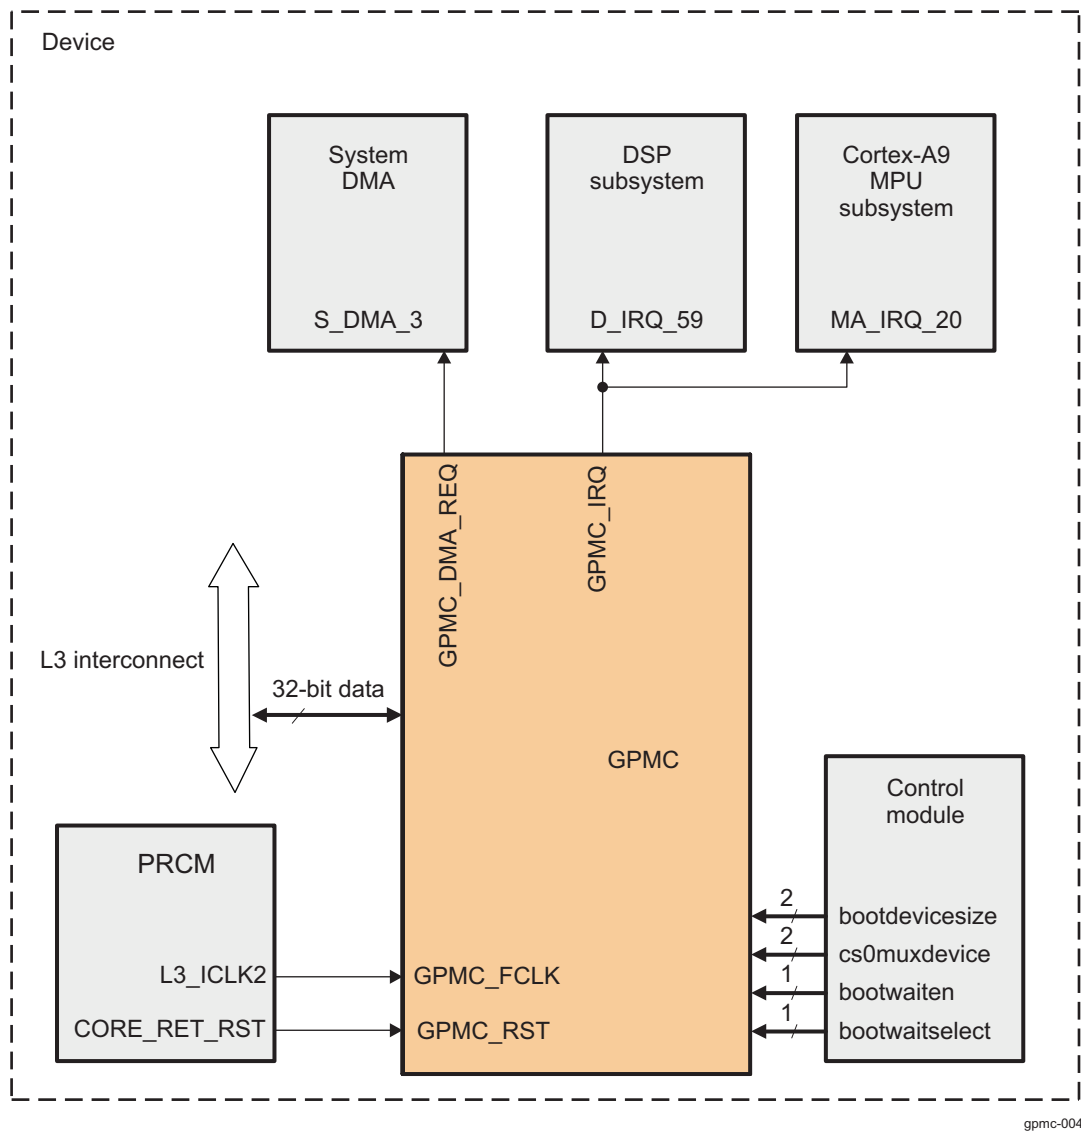 Device
System
DMA
S_DMA_3
DSP
subsystem
D_IRQ_59
Cortex-A9
MPU
subsystem
MA_IRQ_20
GPMC_DMA_REQ
GPMC_IRQ
L3 interconnect
32-bit data
GPMC
PRCM
L3_ICLK2
CORE_RET_RST
GPMC_FCLK
GPMC_RST
Control
module
2
bootdevicesize
2
cs0muxdevice
1
bootwaiten
1
bootwaitselect
gpmc-004